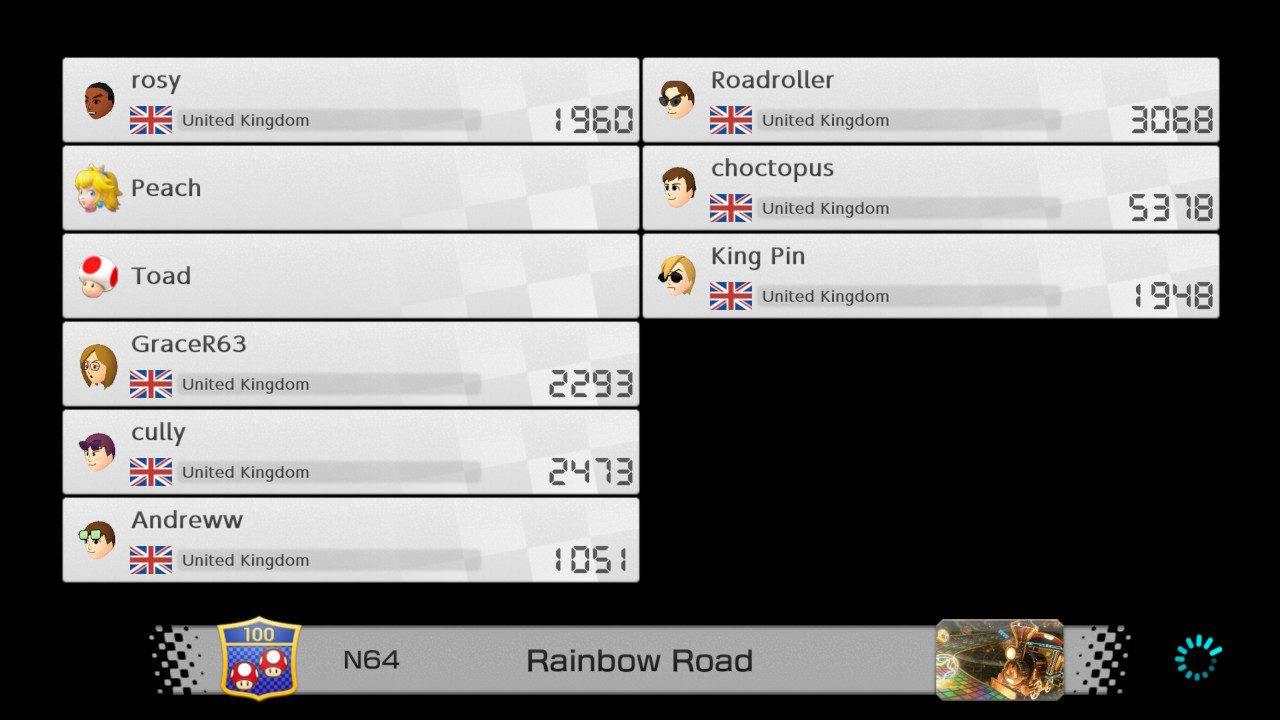 rosy
United Kingdom 1960
Peach
Toad
GraceR63
United Kingdom 2293
cully
United Kingdom 2473
Andreww
United Kingdom 1051
Roadroller
United Kingdom 3068
choctopus
United Kingdom 5378
King Pin
United Kingdom 1948
100 N64 Rainbow Road